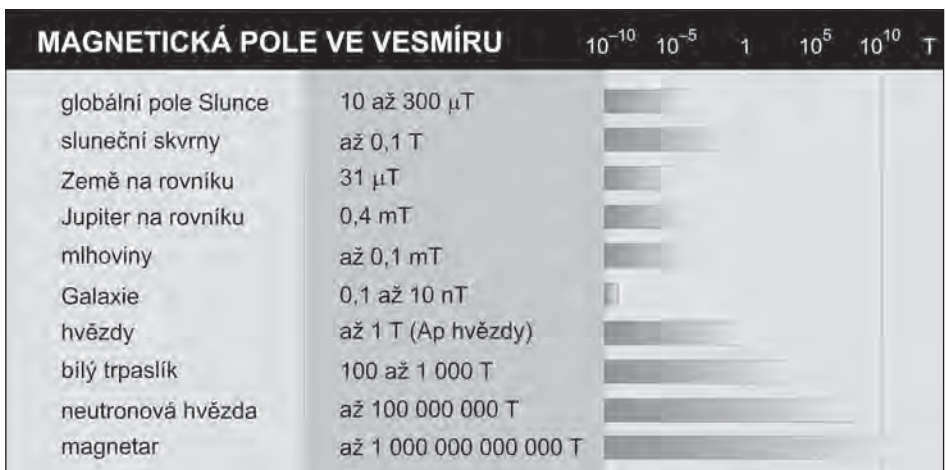 MAGNETICKÁ POLE VE VESMÍRU 10⁻¹⁰ 10⁻⁵ 1 10⁵ 10¹⁰ T
globální pole Slunce 10 až 300 μT
sluneční skvrny až 0,1 T
Země na rovníku 31 μT
Jupiter na rovníku 0,4 mT
mlhoviny až 0,1 mT
Galaxie 0,1 až 10 nT
hvězdy až 1 T (Ap hvězdy)
bílý trpaslík 100 až 1 000 T
neutronová hvězda až 100 000 000 T
magnetar až 1 000 000 000 000 T